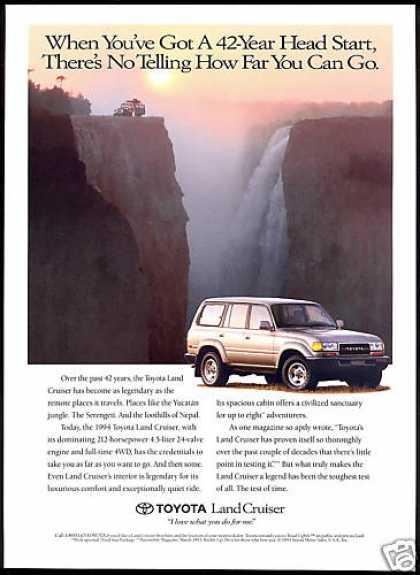 When You've Got A 42-Year Head Start,
There's No Telling How Far You Can Go.
TOYOTA
Over the past 42 years, the Toyota Land
Cruiser has become as legendary as the
remote places it travels. Places like the Yucatán
jungle. The Serengeti. And the foothills of Nepal.
Today, the 1994 Toyota Land Cruiser, with
its dominating 212-horsepower 4.5-liter 24-valve
engine and full-time 4WD, has the credentials to
take you as far as you want to go. And then some.
Even Land Cruiser's interior is legendary for its
luxurious comfort and exceptionally quiet ride.
Its spacious cabin offers a civilized sanctuary
for up to eight* adventurers.
As one magazine so aptly wrote, "Toyota's
Land Cruiser has proven itself so thoroughly
over the past couple of decades that there's little
point in testing it."** But what truly makes the
Land Cruiser a legend has been the toughest test
of all. The test of time.
TOYOTA Land Cruiser
"I love what you do for me."